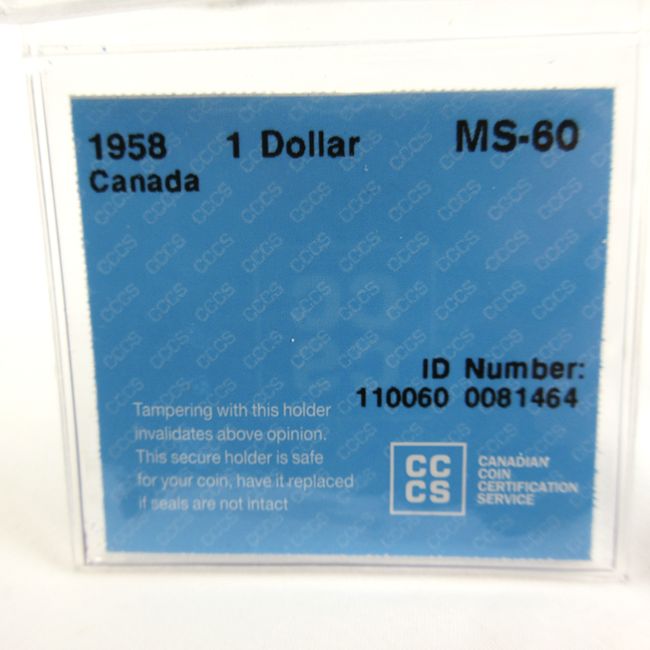 1958 1 Dollar MS-60
Canada
ID Number:
110060 0081464
Tampering with this holder
invalidates above opinion.
This secure holder is safe
for your coin, have it replaced
if seals are not intact
CC
CS
CANADIAN
COIN
CERTIFICATION
SERVICE